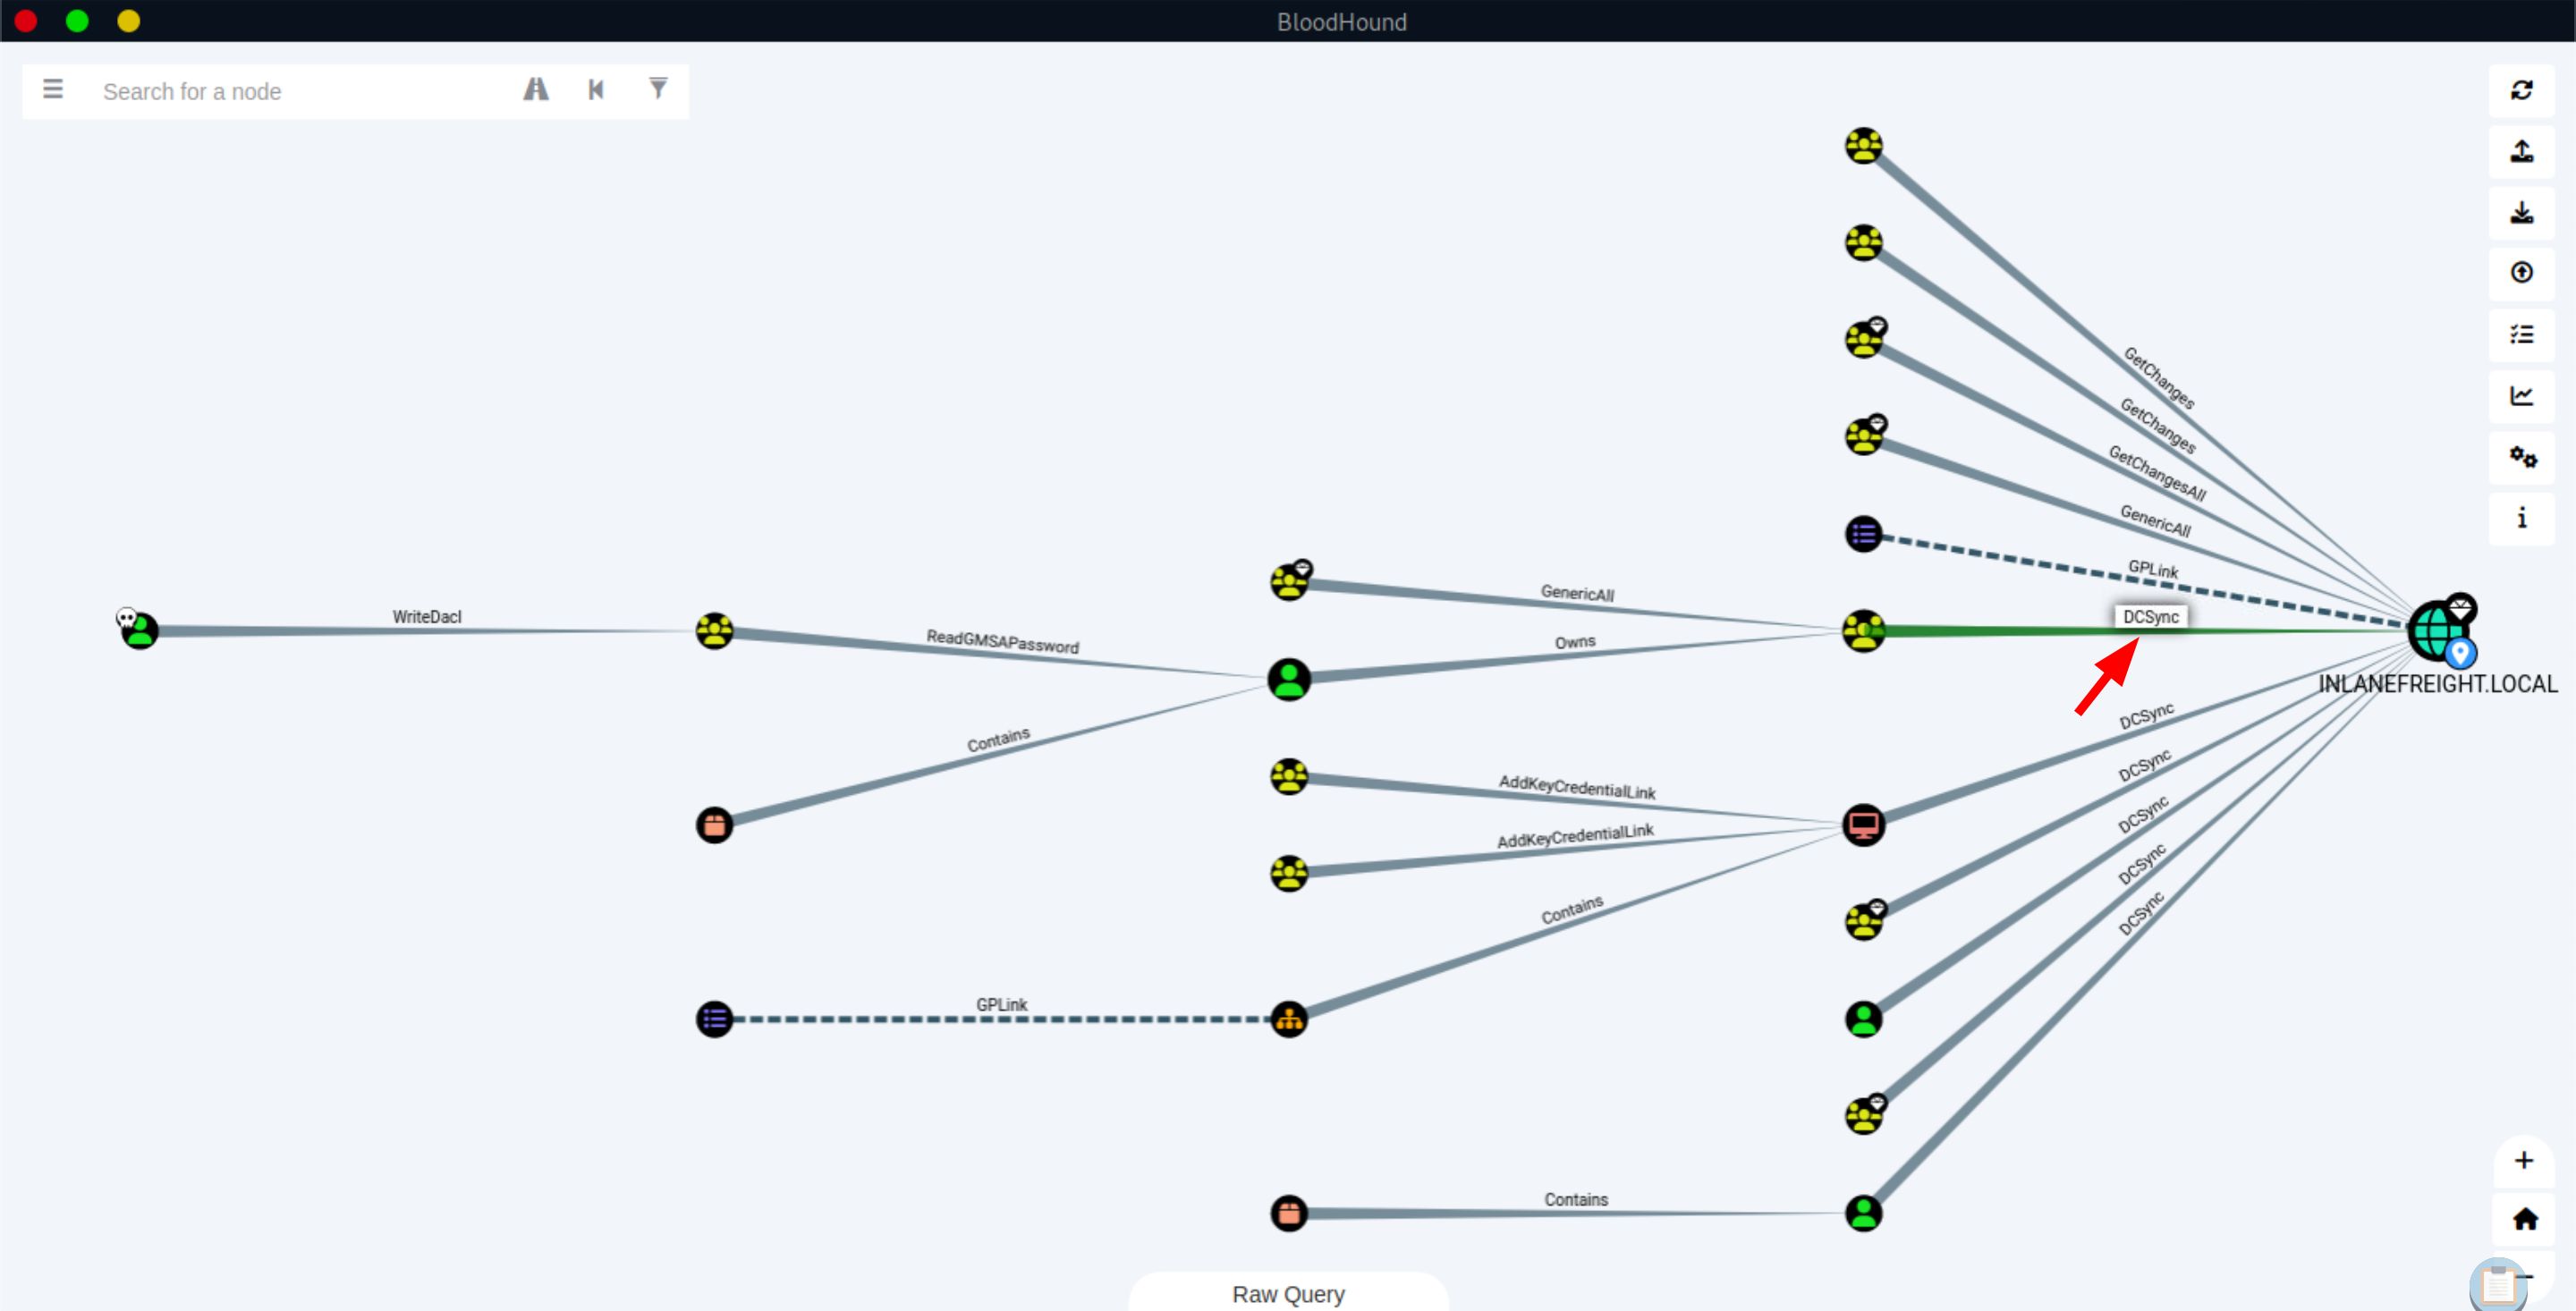 BloodHound
Search for a node
GetChanges
GetChanges
GetChangesAll
GenericAll
GPLink
GenericAll
WriteDacl
DCSync
ReadGMSAPassword
Owns
INLANEFREIGHT.LOCAL
DCSync
Contains
DCSync
AddKeyCredentialLink
DCSync
AddKeyCredentialLink
DCSync
Contains
DCSync
GPLink
Contains
Raw Query